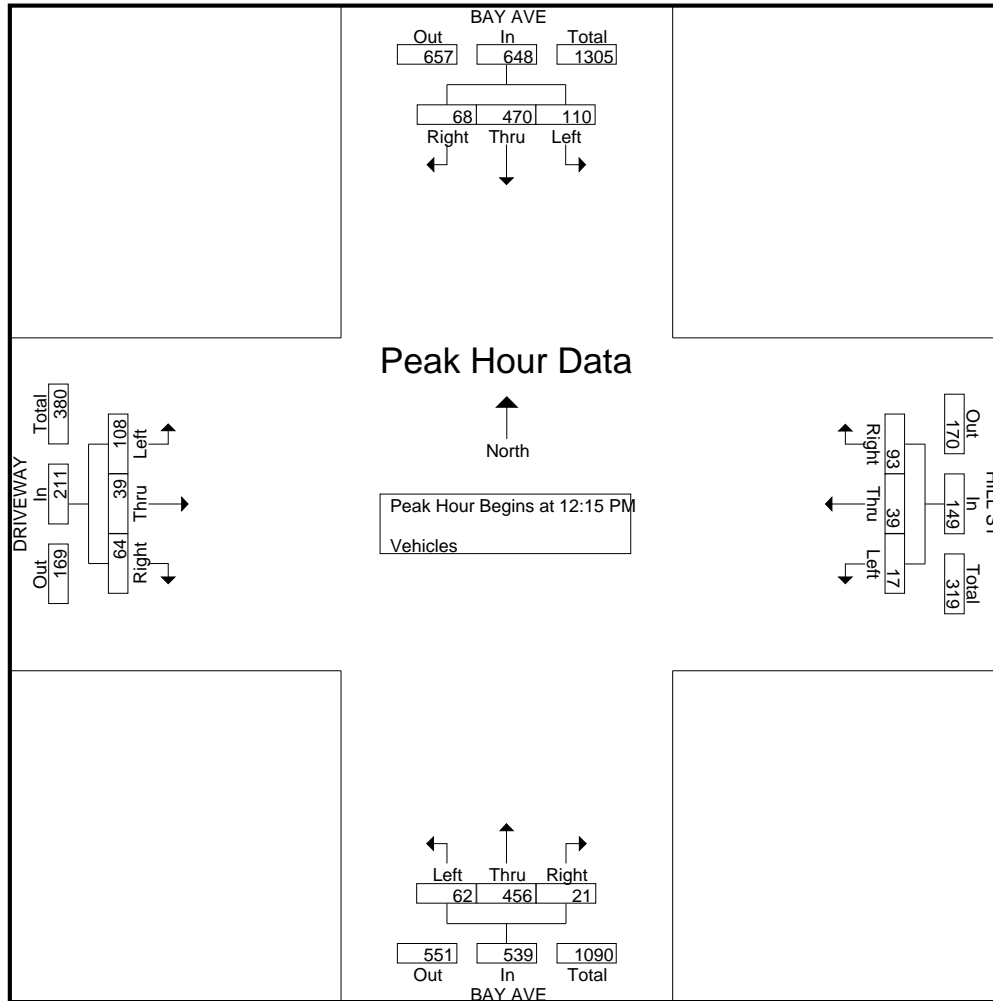 BAY AVE
Out In Total
657 648 1305
68 470 110
Right Thru Left
Peak Hour Data
North
Peak Hour Begins at 12:15 PM
Vehicles
DRIVEWAY
Out In Total
169 211 380
64 39 108
Right Thru Left
Out In Total
170 149 319
93 39 17
Right Thru Left
HILL ST
Left Thru Right
62 456 21
551 539 1090
Out In Total
BAY AVE